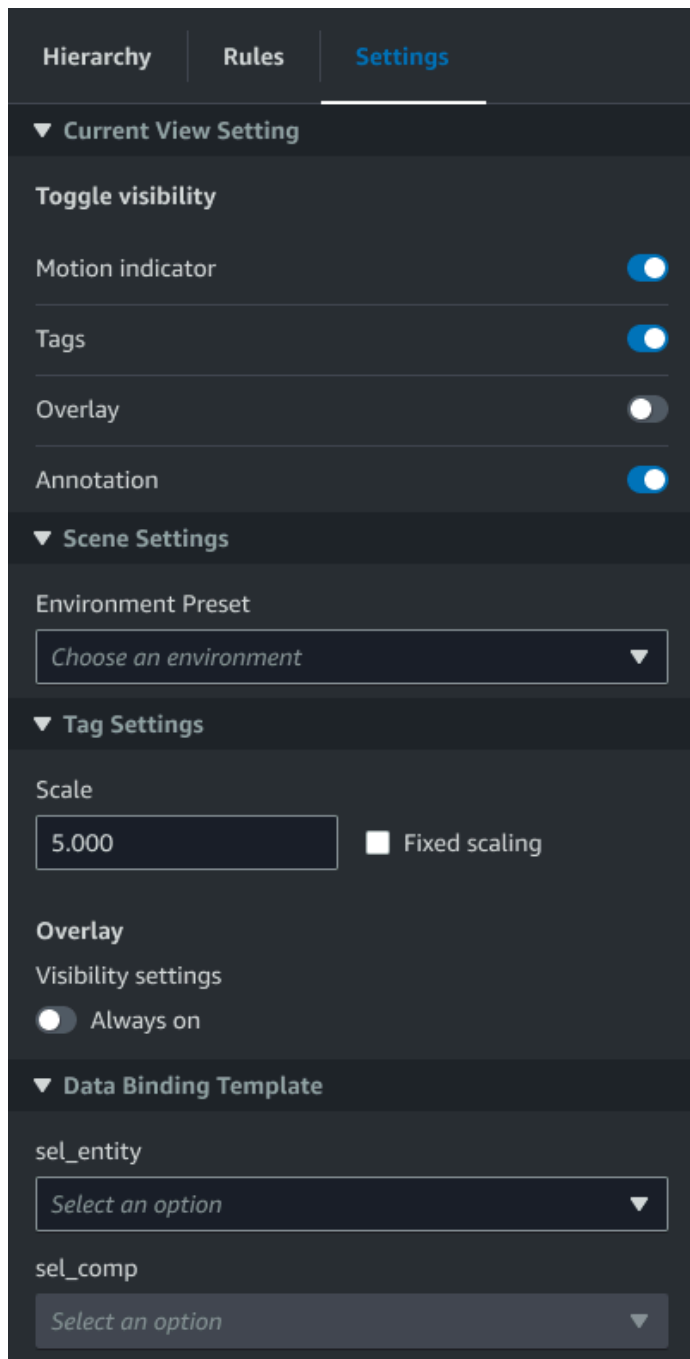 Hierarchy Rules Settings
Current View Setting
Toggle visibility
Motion indicator
Tags
Overlay
Annotation
Scene Settings
Environment Preset
Choose an environment
Tag Settings
Scale
5.000 Fixed scaling
Overlay
Visibility settings
Always on
Data Binding Template
sel_entity
Select an option
sel_comp
Select an option